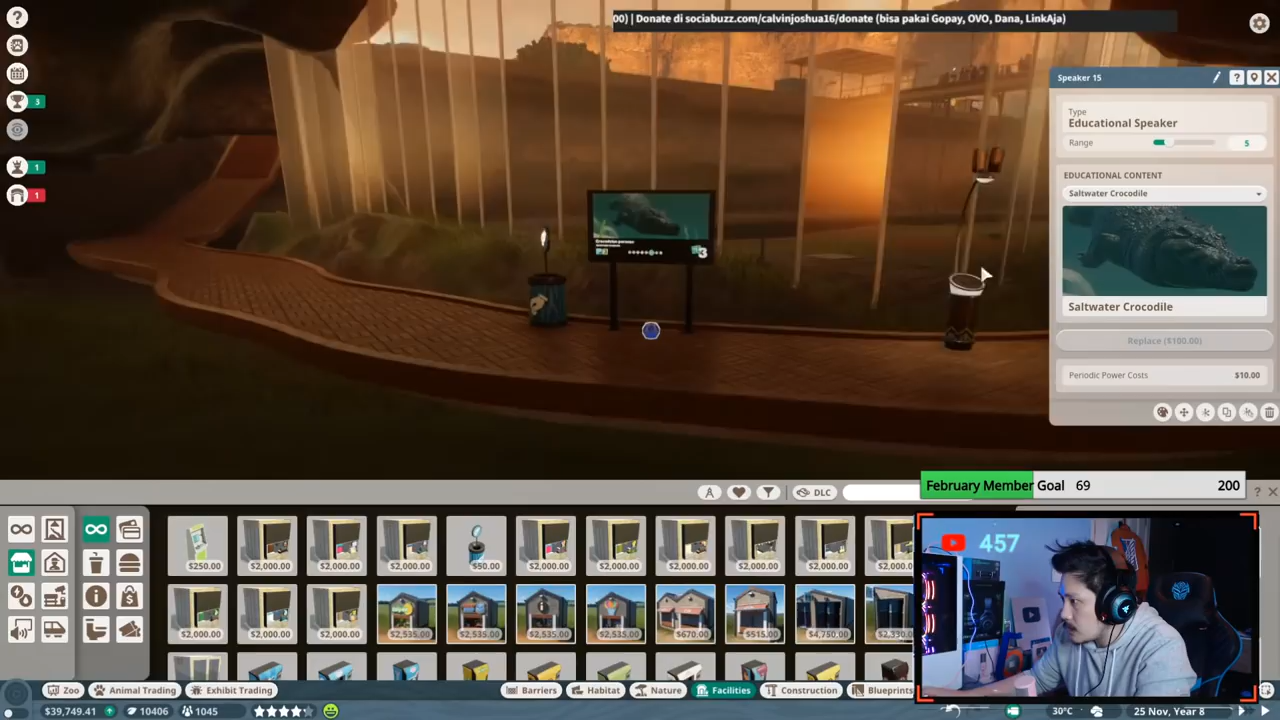 00) | Donate di sociabuzz.com/calvinjoshua16/donate (bisa pakai Gopay, OVO, Dana, LinkAja)
?
3
1
1
Speaker 15
?
Type
Educational Speaker
Range
5
EDUCATIONAL CONTENT
Saltwater Crocodile
Saltwater Crocodile
Replace ($100.00)
Periodic Power Costs
$10.00
3
DLC
February Member Goal 69
200
?
457
$250.00
$2,000.00
$2,000.00
$2,000.00
$50.00
$2,000.00
$2,000.00
$2,000.00
$2,000.00
$2,000.00
$2,000.00
$2,000.00
$2,000.00
$2,000.00
$2,535.00
$2,535.00
$2,535.00
$2,535.00
$670.00
$515.00
$4,750.00
$2,330.00
Zoo
Animal Trading
Exhibit Trading
Barriers
Habitat
Nature
Facilities
Construction
Blueprints
$39,749.41
10406
1045
30°C
25 Nov, Year 8